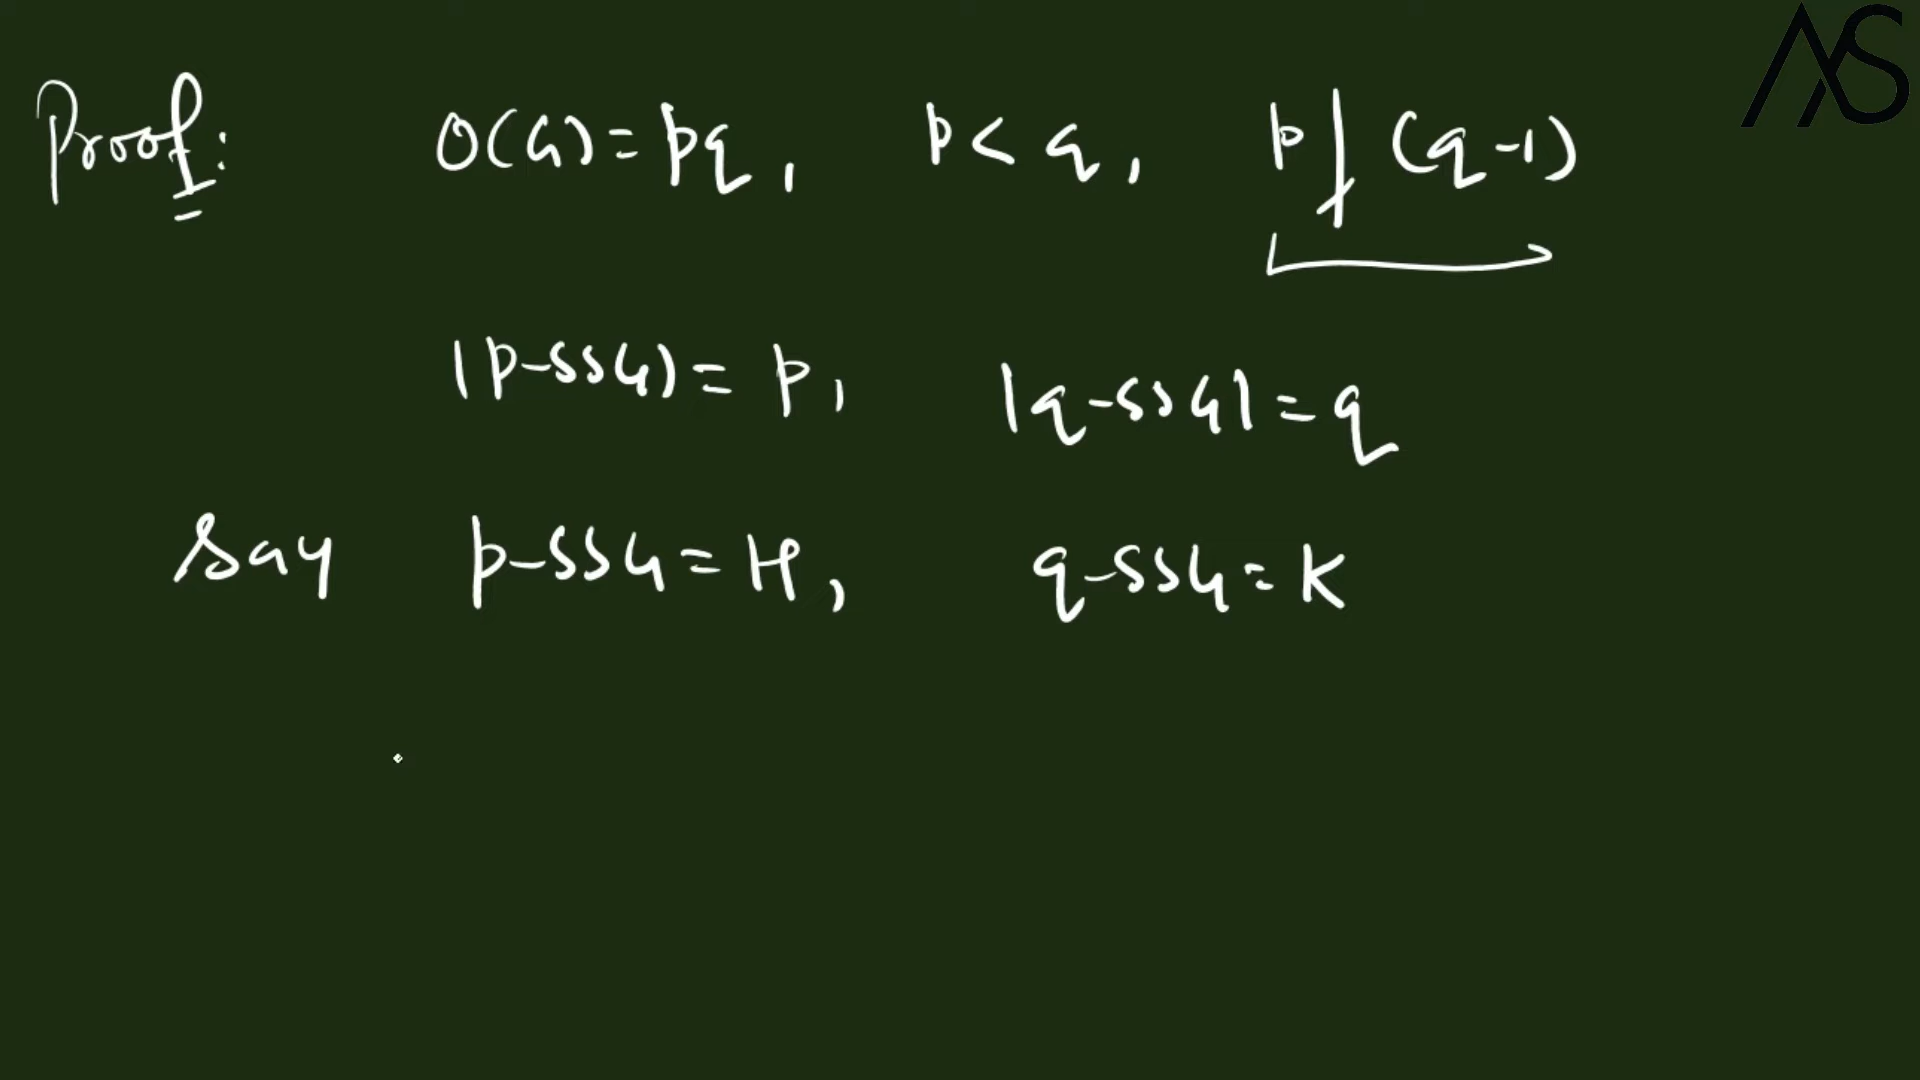 AS
Proof: O(G) = pq, p < q, p ∤ (q-1)
|p-SSG| = p, |q-SSG| = q
Say p-SSG = H, q-SSG = K